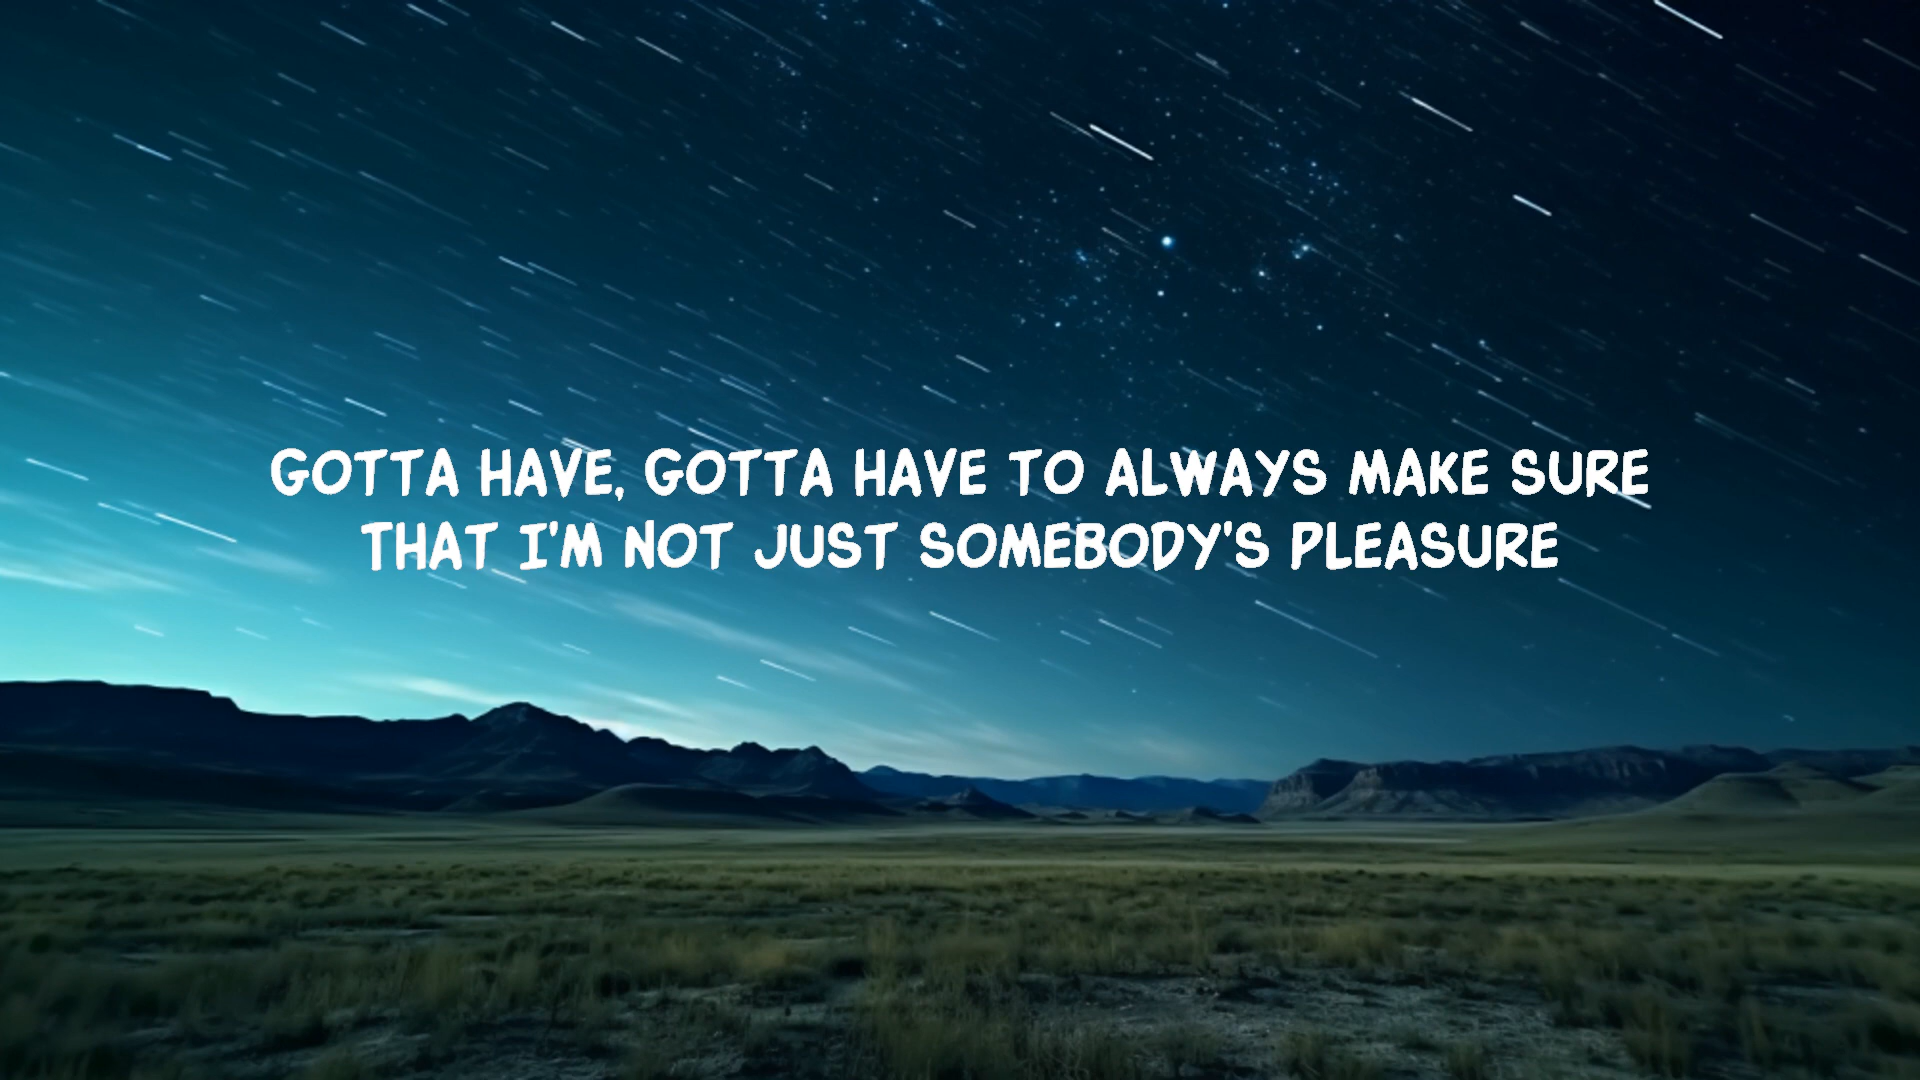 GOTTA HAVE, GOTTA HAVE TO ALWAYS MAKE SURE
THAT I'M NOT JUST SOMEBODY'S PLEASURE